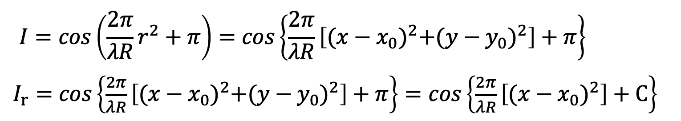 I = cos(2π/λR r² + π) = cos{2π/λR [(x − x₀)²+(y − y₀)²] + π}
Iᵣ = cos{2π/λR [(x − x₀)²+(y − y₀)²] + π} = cos{2π/λR [(x − x₀)²] + C}